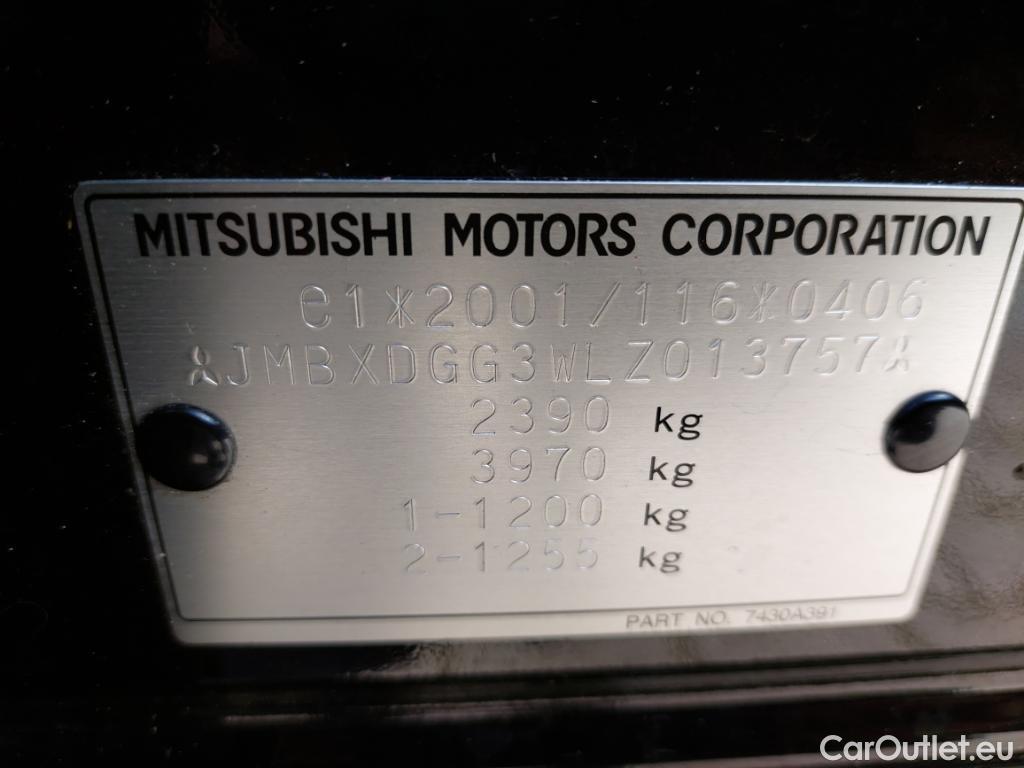 MITSUBISHI MOTORS CORPORATION
e1*2001/116*0406
JMBXDGG3WLZ013757
2390 kg
3970 kg
1-1200 kg
2-1255 kg
PART NO. 7430A391
CarOutlet.eu